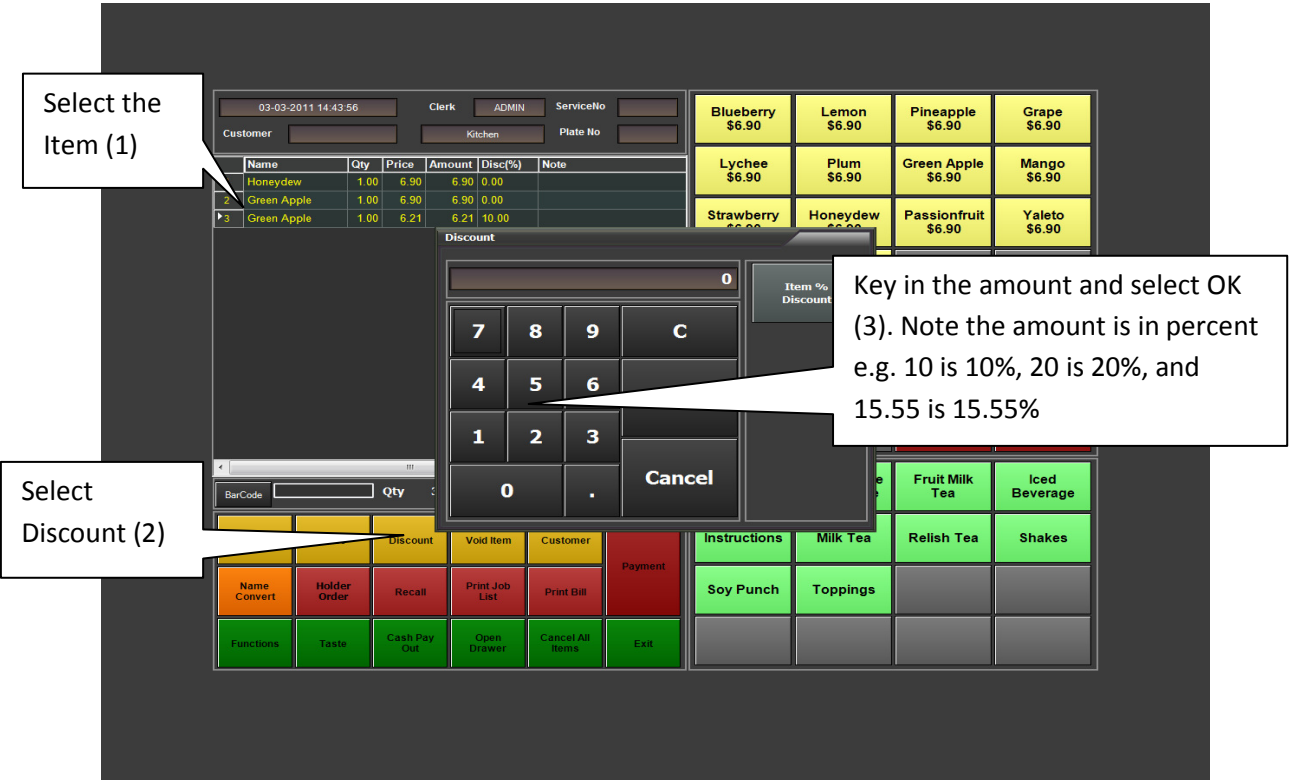 Select the
Item (1)
03-03-2011 14:43:56 Clerk ADMIN ServiceNo
Customer Kitchen Plate No
Name Qty Price Amount Disc(%) Note
Honeydew 1.00 6.90 6.90 0.00
2 Green Apple 1.00 6.90 6.90 0.00
3 Green Apple 1.00 6.21 6.21 10.00
Blueberry Lemon Pineapple Grape
$6.90 $6.90 $6.90 $6.90
Lychee Plum Green Apple Mango
$6.90 $6.90 $6.90 $6.90
Strawberry Honeydew Passionfruit Yaleto
$6.90 $6.90 $6.90 $6.90
Discount
0
Item %
Discount
7 8 9 C
4 5 6
1 2 3
0 . Cancel
Key in the amount and select OK
(3). Note the amount is in percent
e.g. 10 is 10%, 20 is 20%, and
15.55 is 15.55%
Select
Discount (2)
BarCode Qty
Discount Void Item Customer Payment
Name Holder Recall Print Job Print Bill
Convert Order List
Functions Taste Cash Pay Open Cancel All Exit
Out Drawer items
Fruit Milk Iced
Tea Beverage
Instructions Milk Tea Relish Tea Shakes
Soy Punch Toppings